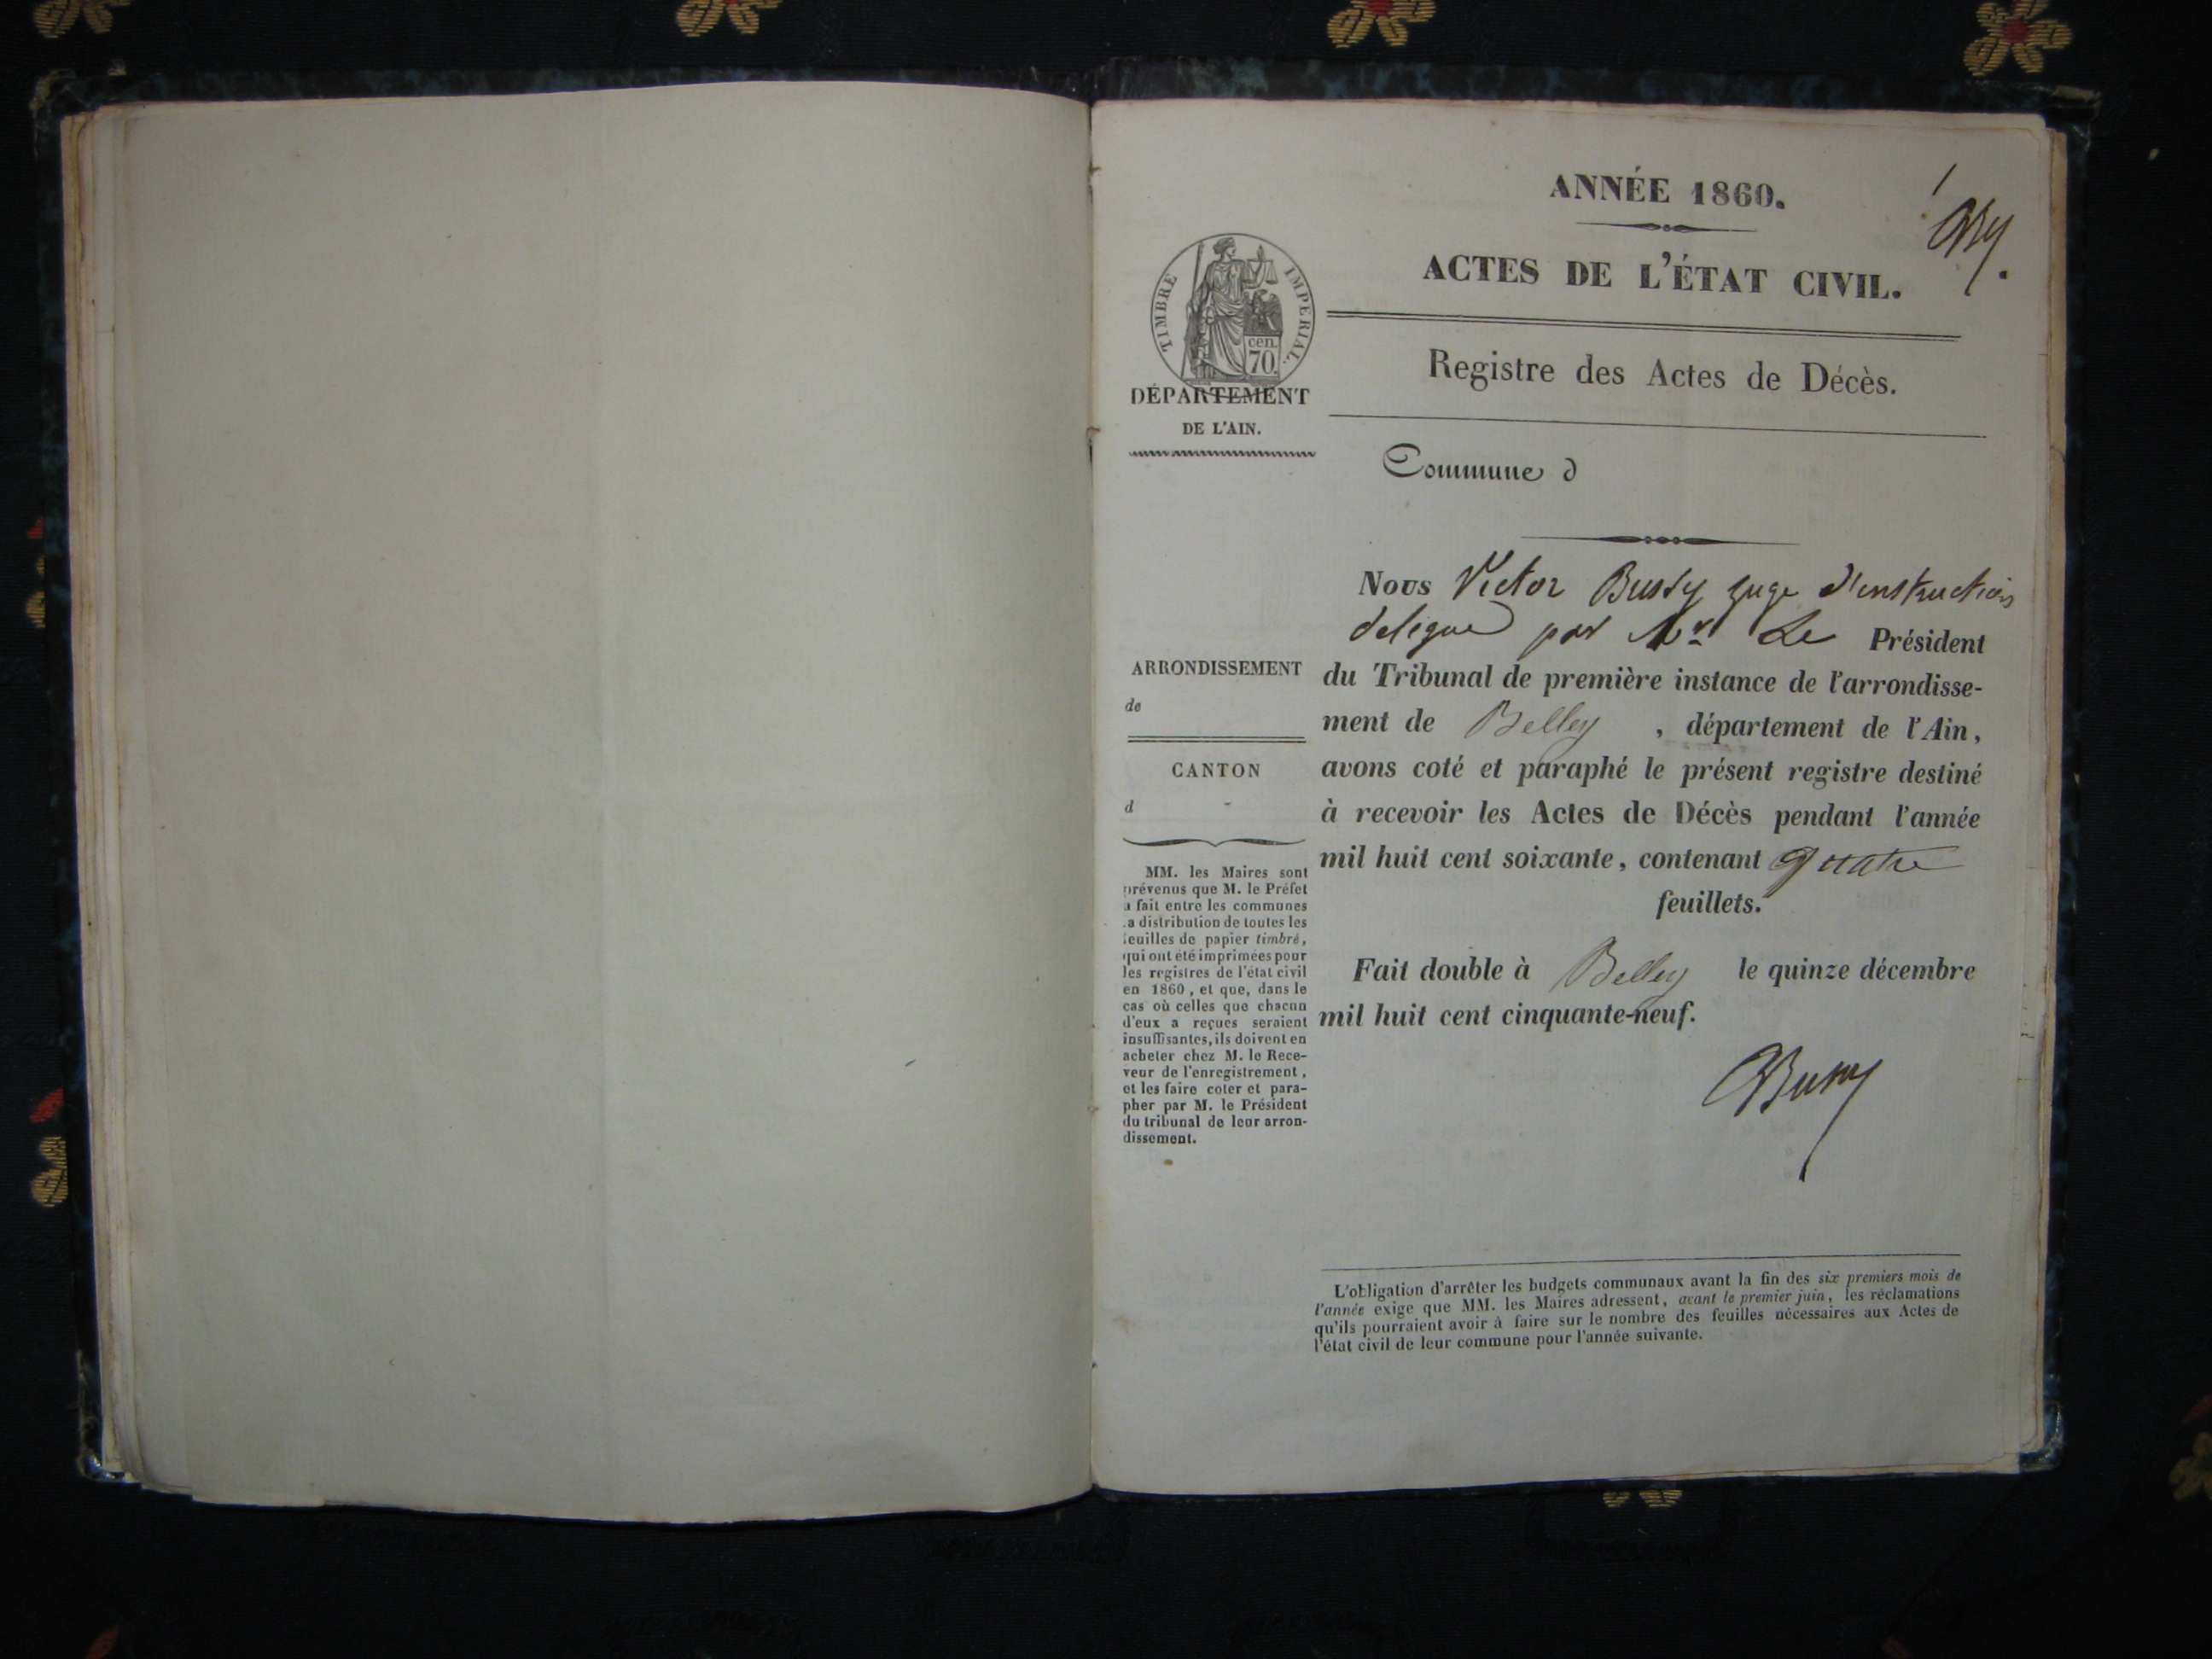 ANNÉE 1860.
1
ACTES DE L'ÉTAT CIVIL.
TIMBRE IMPERIAL.
cen.
70.
Registre des Actes de Décès.
DÉPARTEMENT
DE L'AIN.
Commune d
Nous Victor Bussy juge d'instruction
delegué par Mr Le Président
du Tribunal de première instance de l'arrondisse-
ment de Belley , département de l'Ain,
avons coté et paraphé le présent registre destiné
à recevoir les Actes de Décès pendant l'année
mil huit cent soixante, contenant quatre
feuillets.
Fait double à Belley le quinze décembre
mil huit cent cinquante-neuf.
Bussy
ARRONDISSEMENT
de
CANTON
d
MM. les Maires sont
prévenus que M. le Préfet
a fait entre les communes
la distribution de toutes les
feuilles de papier timbré,
qui ont été imprimées pour
les registres de l'état civil
en 1860, et que, dans le
cas où celles que chacun
d'eux a reçues seraient
insuffisantes, ils doivent en
acheter chez M. le Rece-
veur de l'enregistrement,
et les faire coter et para-
pher par M. le Président
du tribunal de leur arron-
dissement.
L'obligation d'arrêter les budgets communaux avant la fin des six premiers mois de
l'année exige que MM. les Maires adressent, avant le premier juin, les réclamations
qu'ils pourraient avoir à faire sur le nombre des feuilles nécessaires aux Actes de
l'état civil de leur commune pour l'année suivante.